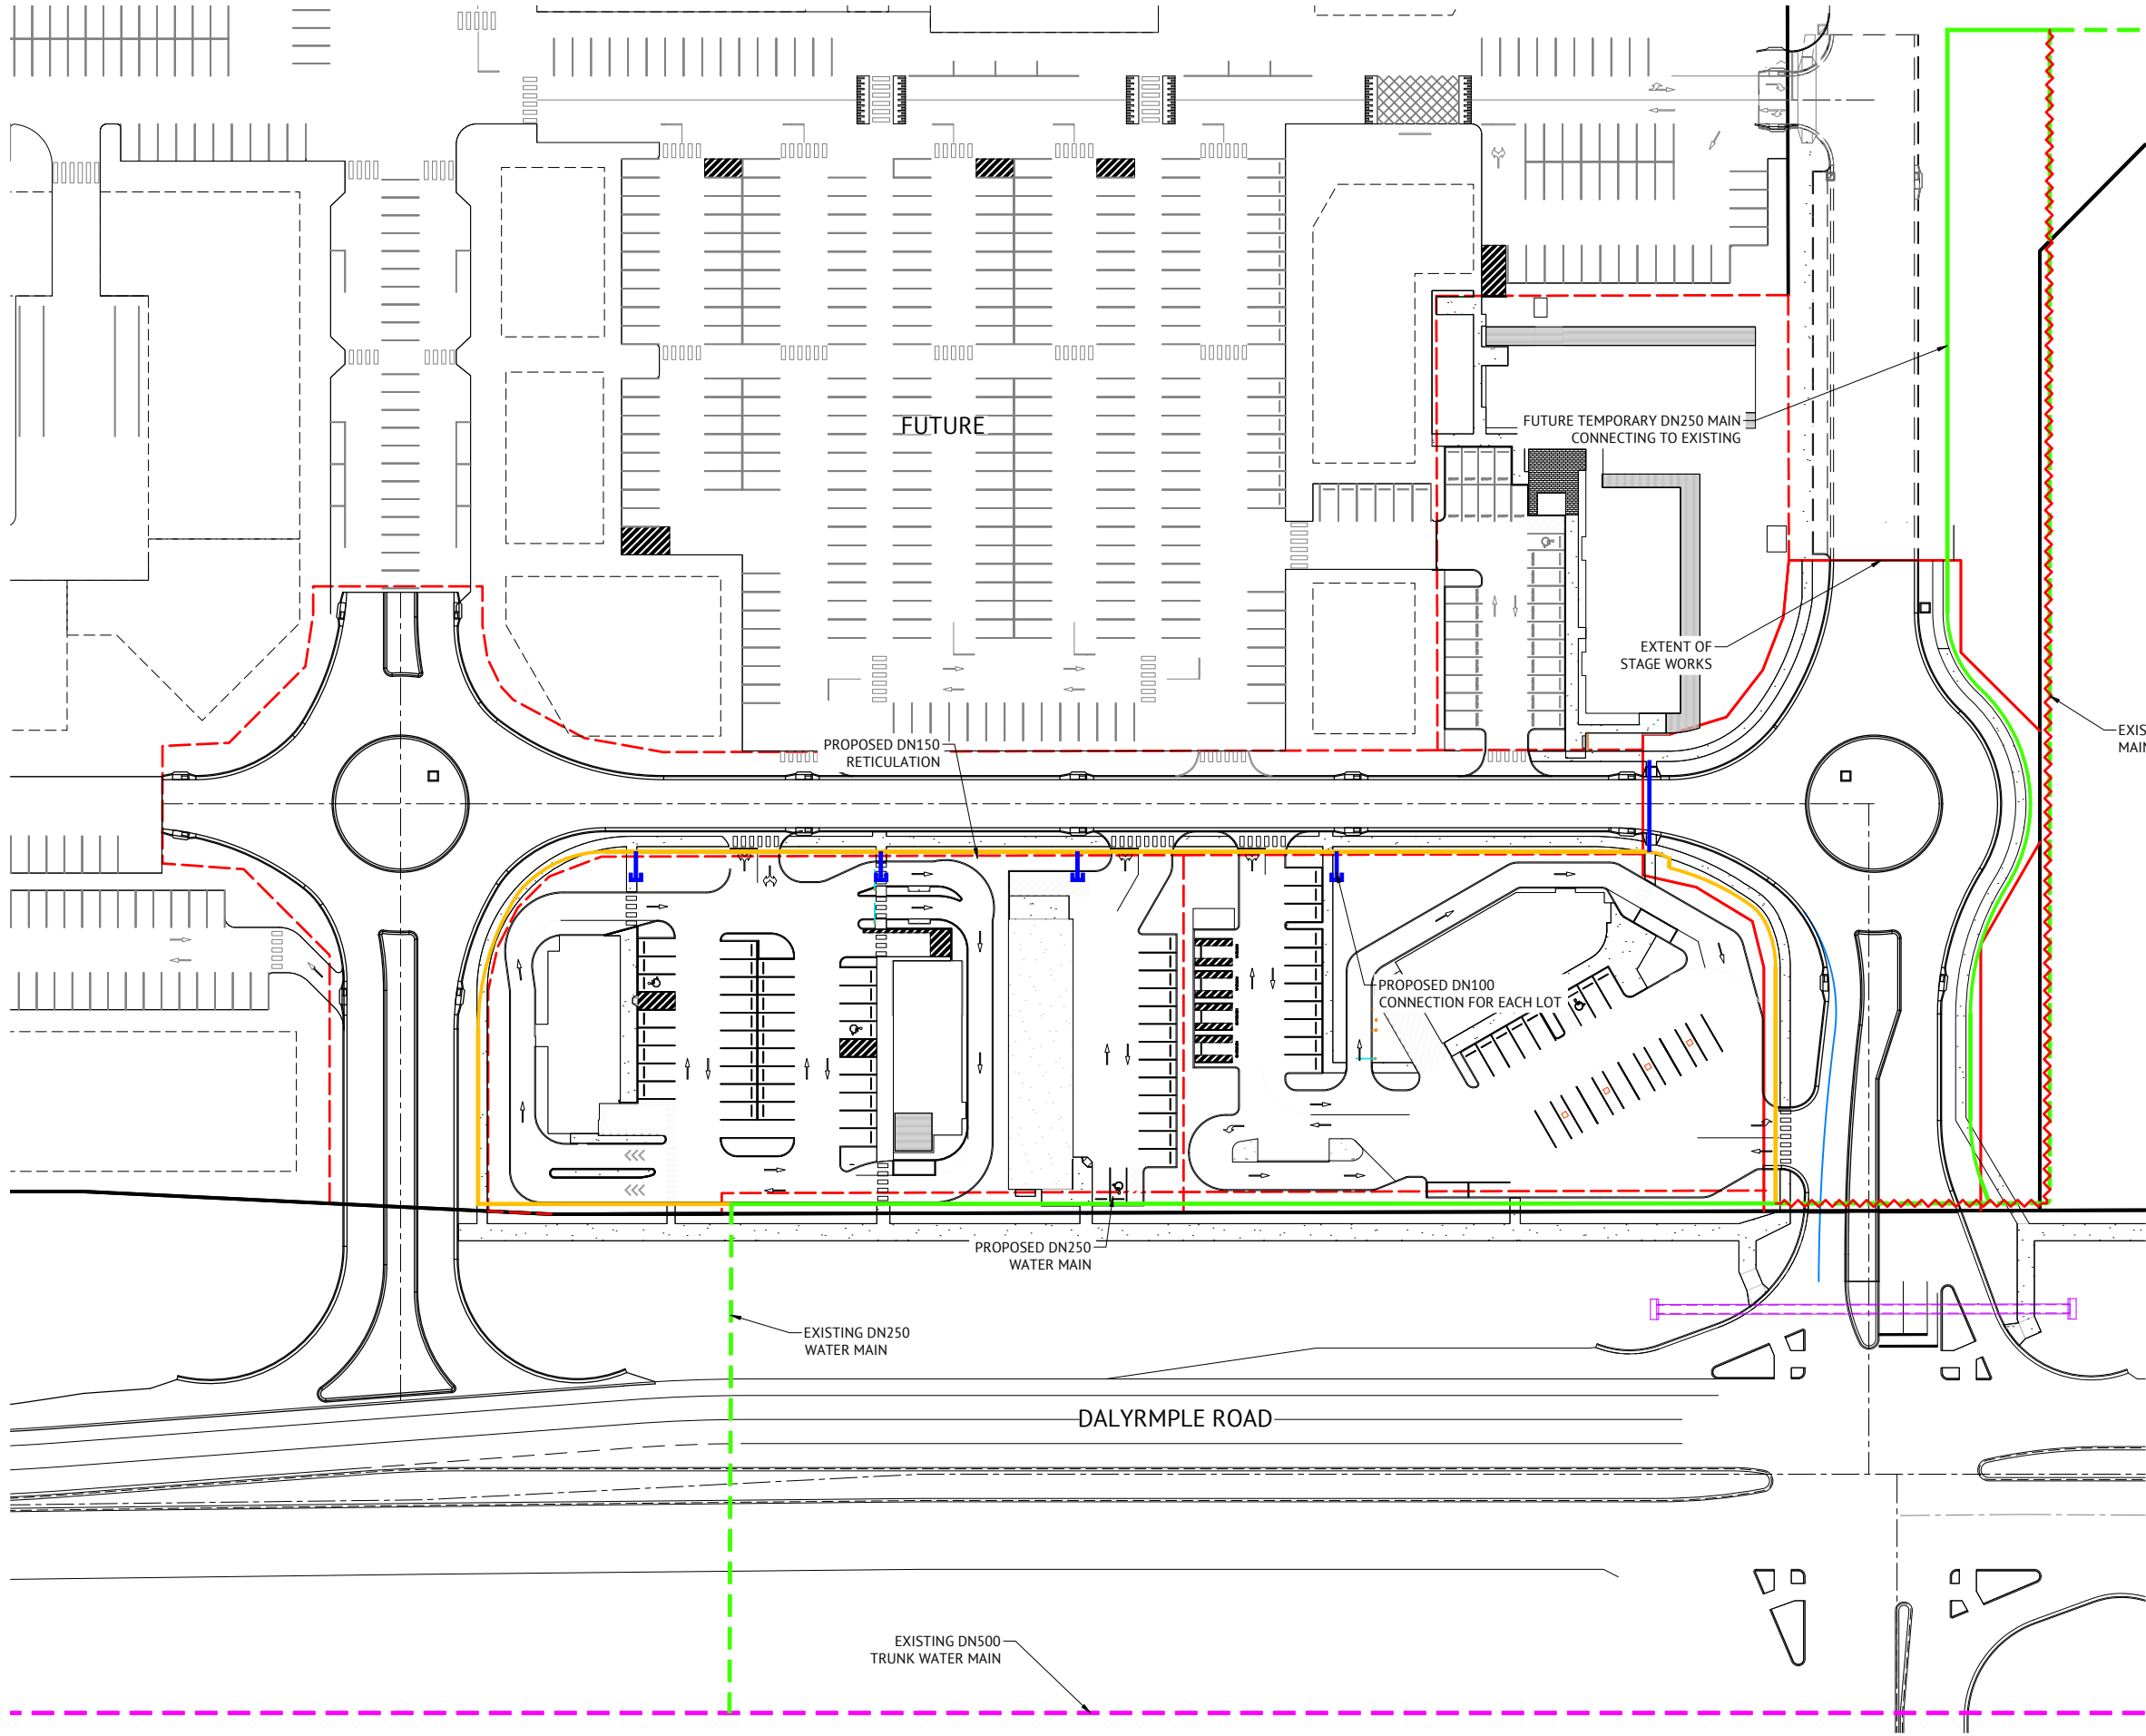 FUTURE
FUTURE TEMPORARY DN250 MAIN
CONNECTING TO EXISTING
EXTENT OF
STAGE WORKS
EXIS
MAIN
PROPOSED DN150
RETICULATION
PROPOSED DN100
CONNECTION FOR EACH LOT
PROPOSED DN250
WATER MAIN
EXISTING DN250
WATER MAIN
DALYRMPLE ROAD
EXISTING DN500
TRUNK WATER MAIN